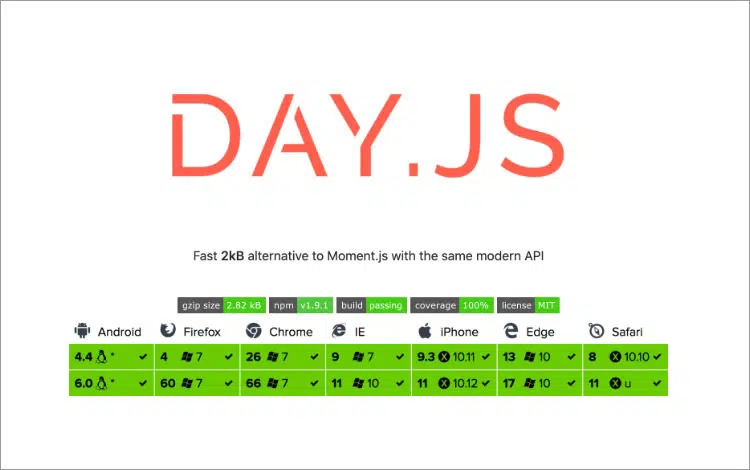 DAY.JS
Fast 2kB alternative to Moment.js with the same modern API
gzip size 2.82 kB npm v1.9.1 build passing coverage 100% license MIT
Android Firefox Chrome IE iPhone Edge Safari
4.4 * ✓ 4 7 ✓ 26 7 ✓ 9 7 ✓ 9.3 X 10.11 ✓ 13 10 ✓ 8 X 10.10 ✓
6.0 * ✓ 60 7 ✓ 66 7 ✓ 11 10 ✓ 11 X 10.12 ✓ 17 10 ✓ 11 X u ✓